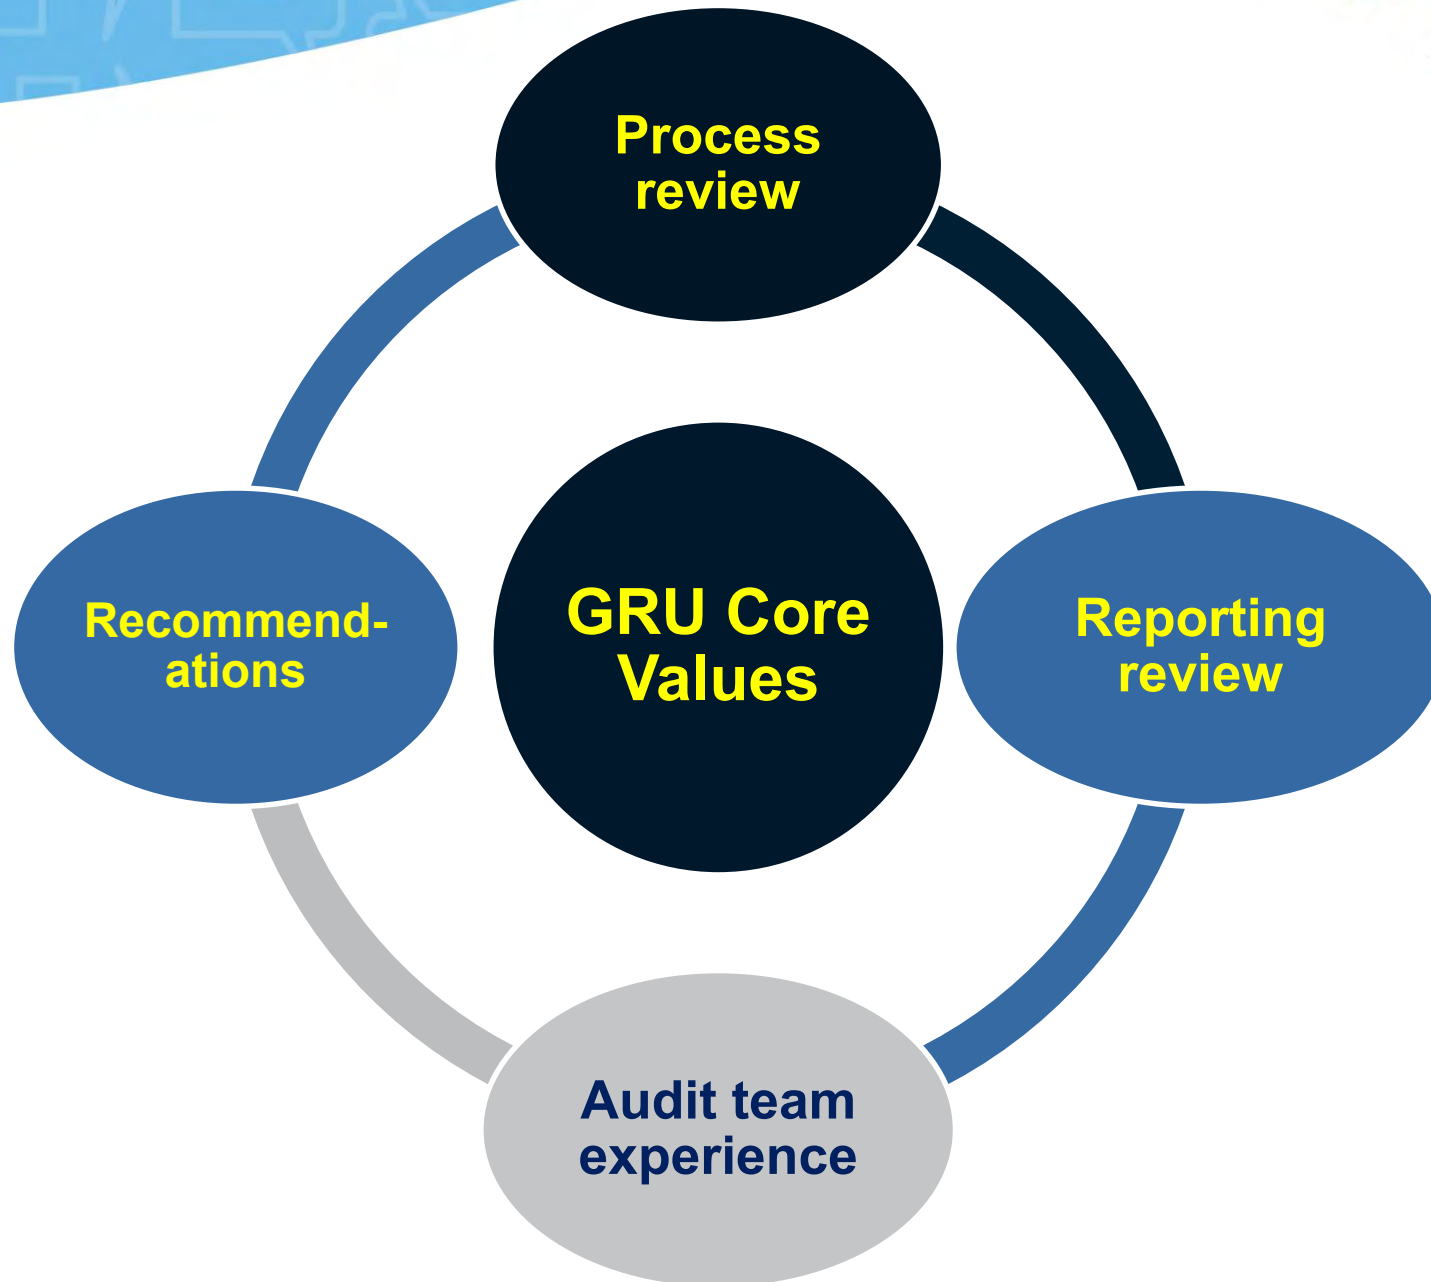 Process
review
GRU Core
Values
Recommend-
ations
Reporting
review
Audit team
experience